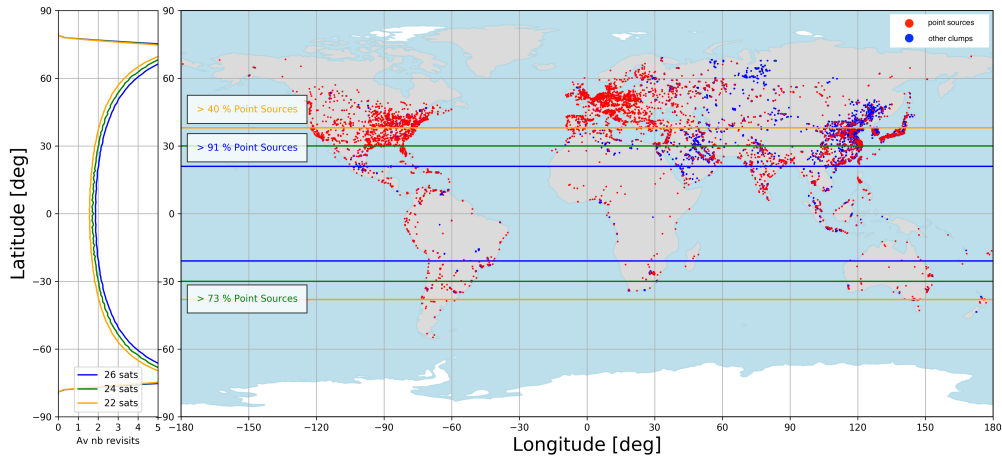 point sources
other clumps
> 40 % Point Sources
> 91 % Point Sources
> 73 % Point Sources
Latitude [deg]
90
60
30
0
−30
−60
−90
26 sats
24 sats
22 sats
0 1 2 3 4 5
Av nb revisits
90
60
30
0
−30
−60
−90
−180 −150 −120 −90 −60 −30 0 30 60 90 120 150 180
Longitude [deg]